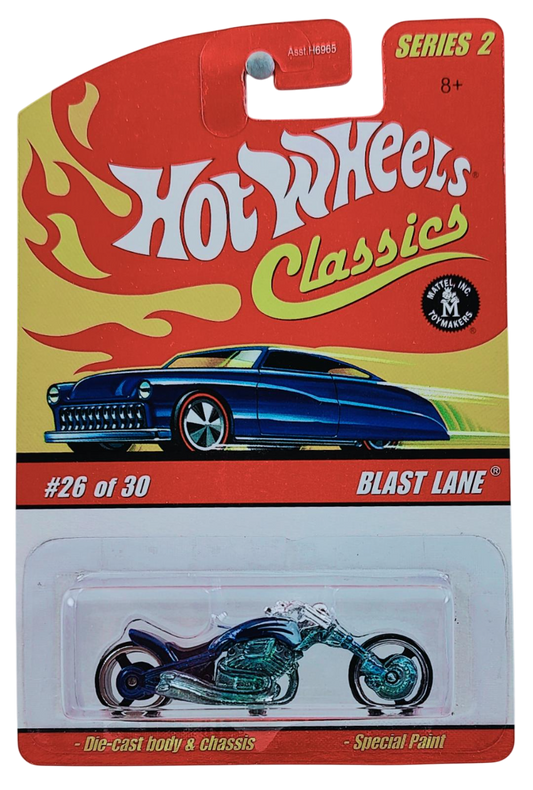 Asst.H6965
SERIES 2
8+
HOT WHEELS®
Classics
MATTEL, INC.
M
TOYMAKERS
®
#26 of 30
BLAST LANE®
- Die-cast body & chassis
- Special Paint